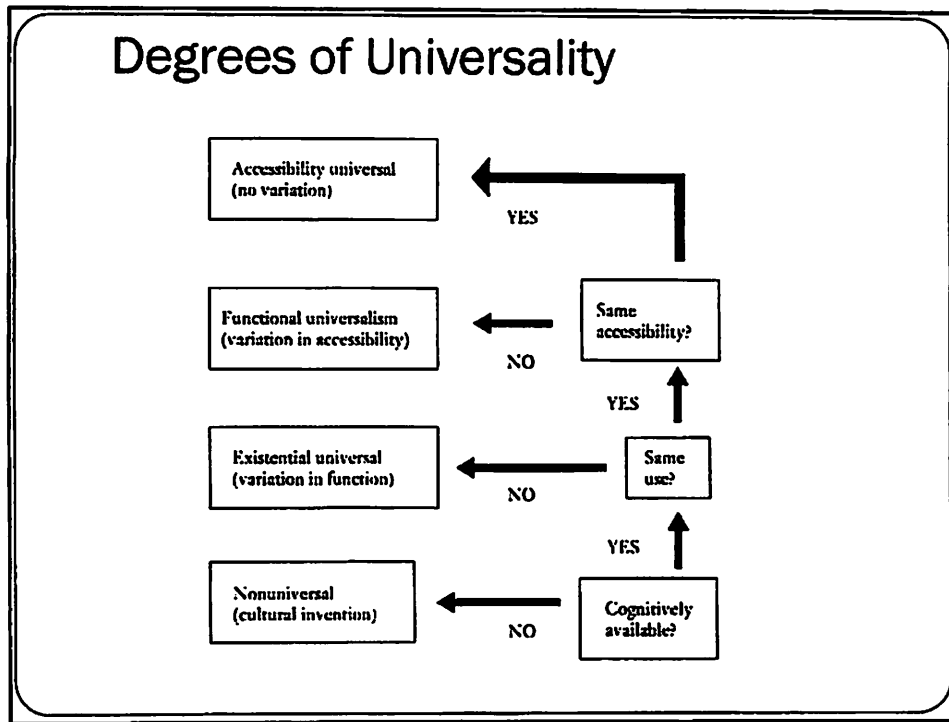 Degrees of Universality
Accessibility universal
(no variation)
YES
Functional universalism
(variation in accessibility)
NO
Same
accessibility?
YES
Existential universal
(variation in function)
NO
Same
use?
YES
Nonuniversal
(cultural invention)
NO
Cognitively
available?